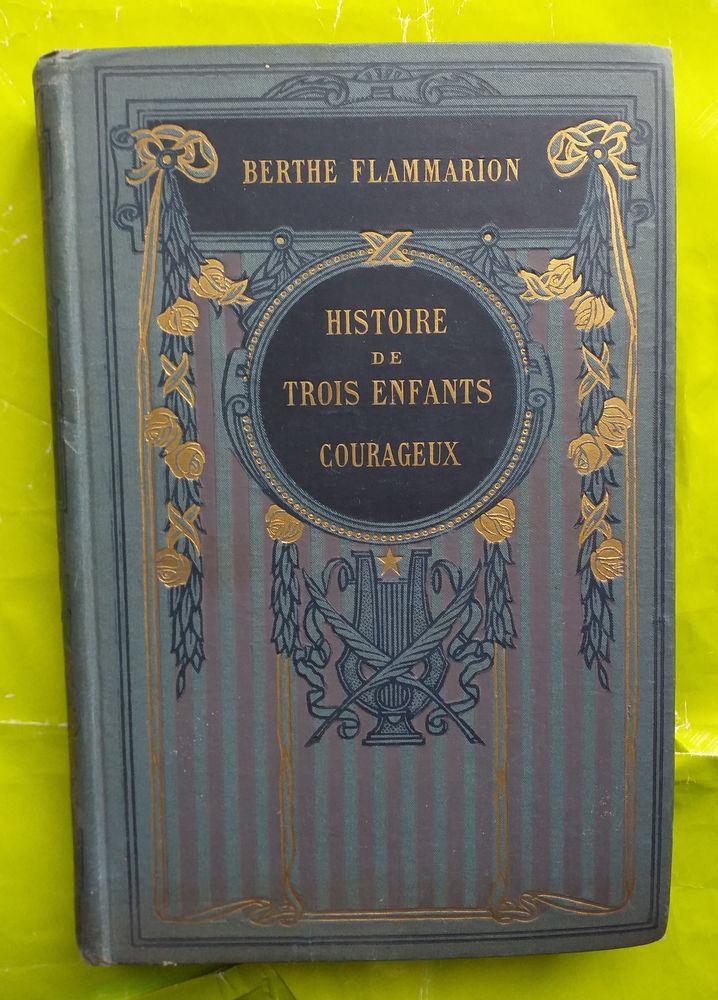 BERTHE FLAMMARION
HISTOIRE
DE
TROIS ENFANTS
COURAGEUX